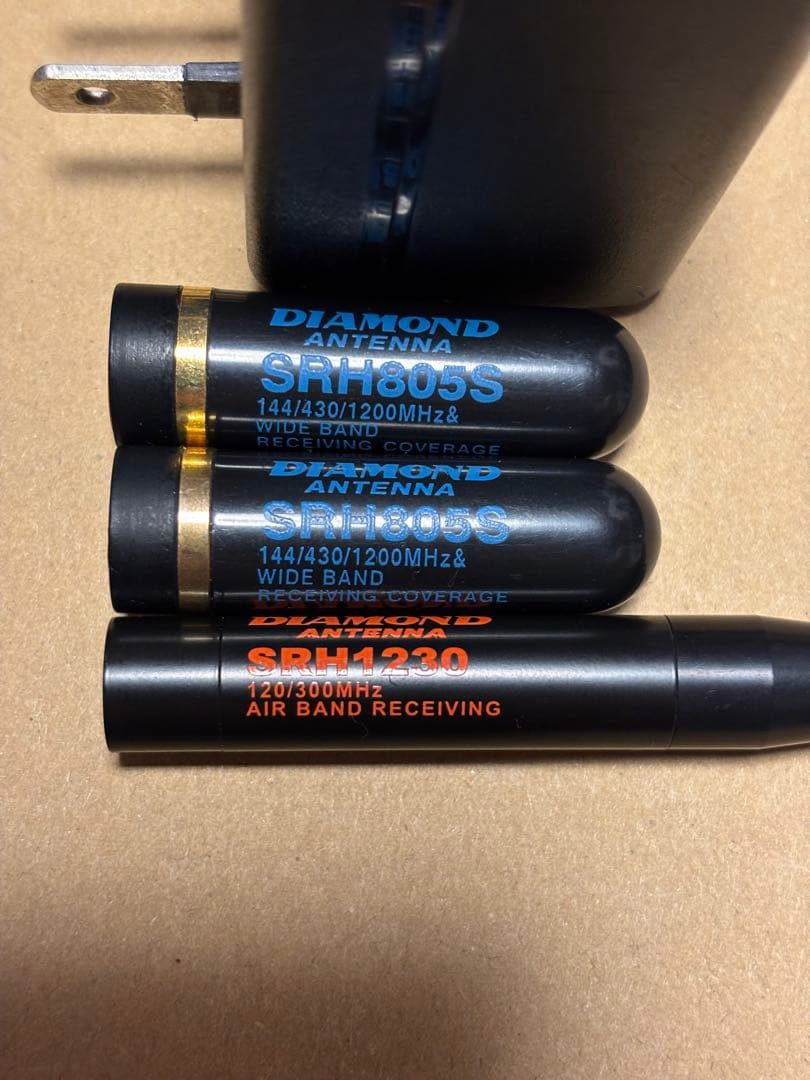 DIAMOND
ANTENNA
SRH805S
144/430/1200MHz&
WIDE BAND
RECEIVING COVERAGE
DIAMOND
ANTENNA
SRH805S
144/430/1200MHz&
WIDE BAND
RECEIVING COVERAGE
DIAMOND
ANTENNA
SRH1230
120/300MHz
AIR BAND RECEIVING